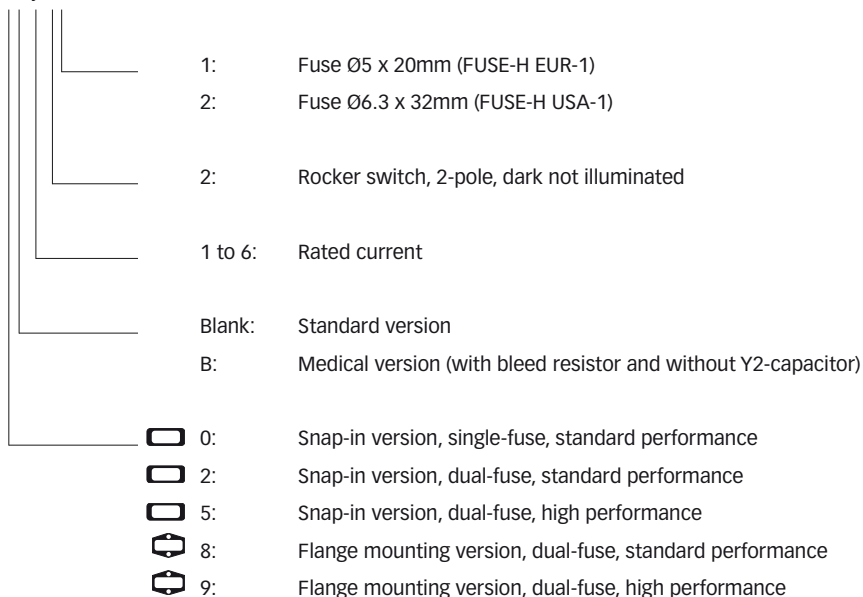 1: Fuse Ø5 x 20mm (FUSE-H EUR-1)
2: Fuse Ø6.3 x 32mm (FUSE-H USA-1)
2: Rocker switch, 2-pole, dark not illuminated
1 to 6: Rated current
Blank: Standard version
B: Medical version (with bleed resistor and without Y2-capacitor)
0: Snap-in version, single-fuse, standard performance
2: Snap-in version, dual-fuse, standard performance
5: Snap-in version, dual-fuse, high performance
8: Flange mounting version, dual-fuse, standard performance
9: Flange mounting version, dual-fuse, high performance